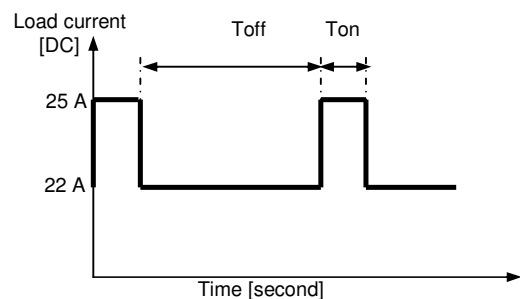 Load current
[DC]
Toff
Ton
25 A
22 A
Time [second]